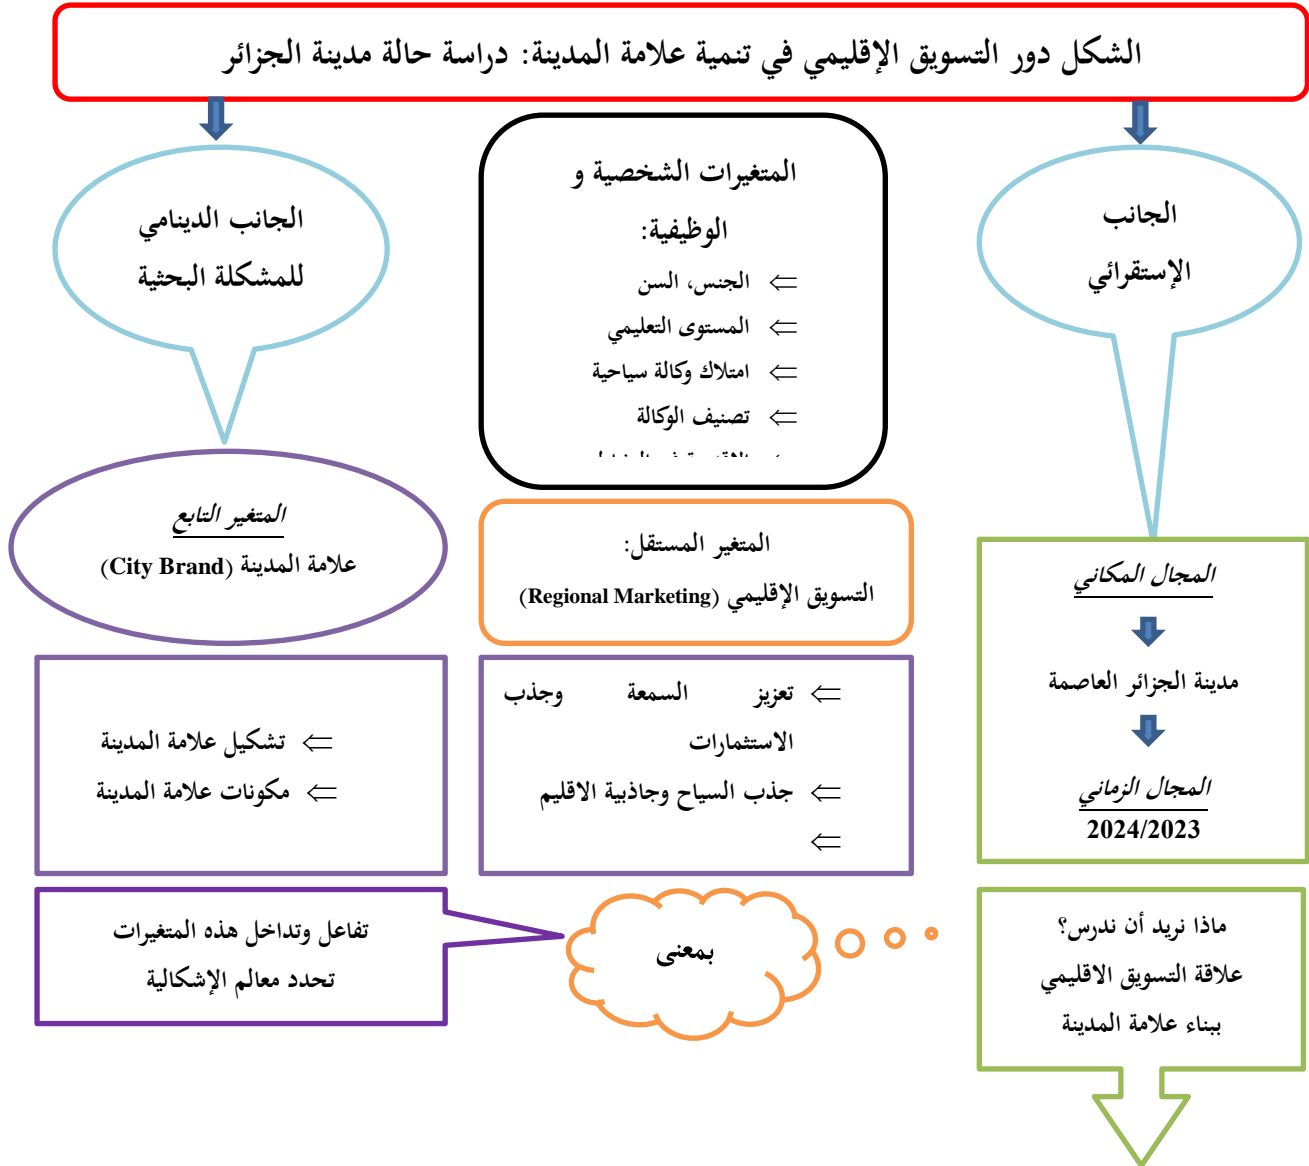 الشكل دور التسويق الإقليمي في تنمية علامة المدينة: دراسة حالة مدينة الجزائر
الجانب
الإستقرائي
المتغيرات الشخصية و
الوظيفية:
⇐ الجنس، السن
⇐ المستوى التعليمي
⇐ امتلاك وكالة سياحية
⇐ تصنيف الوكالة
الجانب الدينامي
للمشكلة البحثية
المجال المكاني
مدينة الجزائر العاصمة
المجال الزماني
2024/2023
المتغير المستقل:
التسويق الإقليمي (Regional Marketing)
المتغير التابع
علامة المدينة (City Brand)
⇐ تعزيز السمعة وجذب
الاستثمارات
⇐ جذب السياح وجاذبية الاقليم
⇐
⇐ تشكيل علامة المدينة
⇐ مكونات علامة المدينة
ماذا نريد أن ندرس؟
علاقة التسويق الاقليمي
ببناء علامة المدينة
بمعنى
تفاعل وتداخل هذه المتغيرات
تحدد معالم الإشكالية